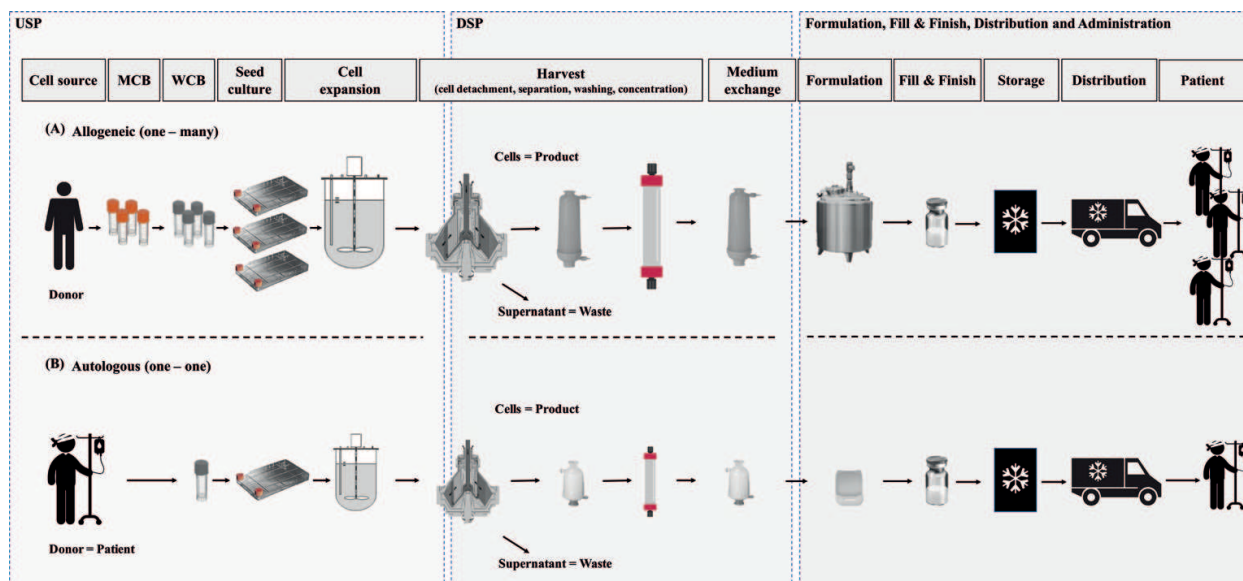 USP
DSP
Formulation, Fill & Finish, Distribution and Administration
Cell source
MCB
WCB
Seed
culture
Cell
expansion
Harvest
(cell detachment, separation, washing, concentration)
Medium
exchange
Formulation
Fill & Finish
Storage
Distribution
Patient
(A) Allogeneic (one – many)
Cells = Product
Donor
Supernatant = Waste
(B) Autologous (one – one)
Cells = Product
Donor = Patient
Supernatant = Waste